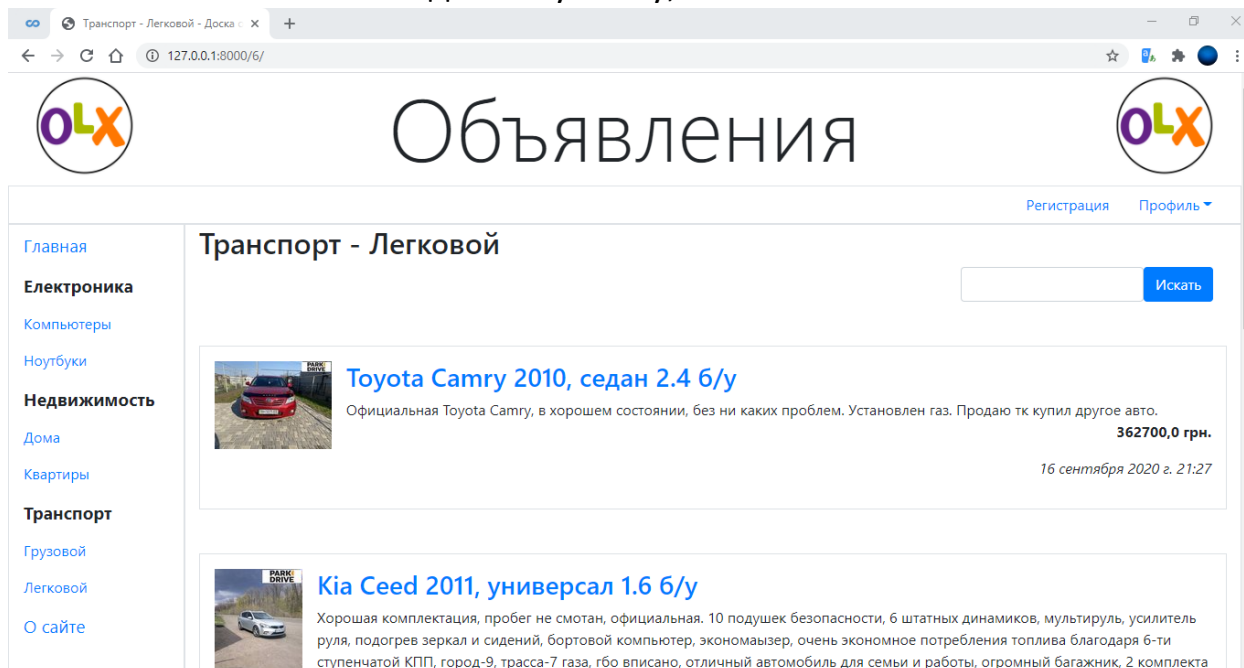 Транспорт - Легковой - Доска о
127.0.0.1:8000/6/
OLX
Объявления
OLX
Регистрация
Профиль
Главная
Електроника
Компьютеры
Ноутбуки
Недвижимость
Дома
Квартиры
Транспорт
Грузовой
Легковой
О сайте
Транспорт - Легковой
Искать
PARK DRIVE
Toyota Camry 2010, седан 2.4 б/у
Официальная Toyota Camry, в хорошем состоянии, без ни каких проблем. Установлен газ. Продаю тк купил другое авто.
362700,0 грн.
16 сентября 2020 г. 21:27
PARK DRIVE
Kia Ceed 2011, универсал 1.6 б/у
Хорошая комплектация, пробег не смотан, официальная. 10 подушек безопасности, 6 штатных динамиков, мультируль, усилитель
руля, подогрев зеркал и сидений, бортовой компьютер, экономаызер, очень экономное потребления топлива благодаря 6-ти
ступенчатой КПП, город-9, трасса-7 газа, гбо вписано, отличный автомобиль для семьи и работы, огромный багажник, 2 комплекта